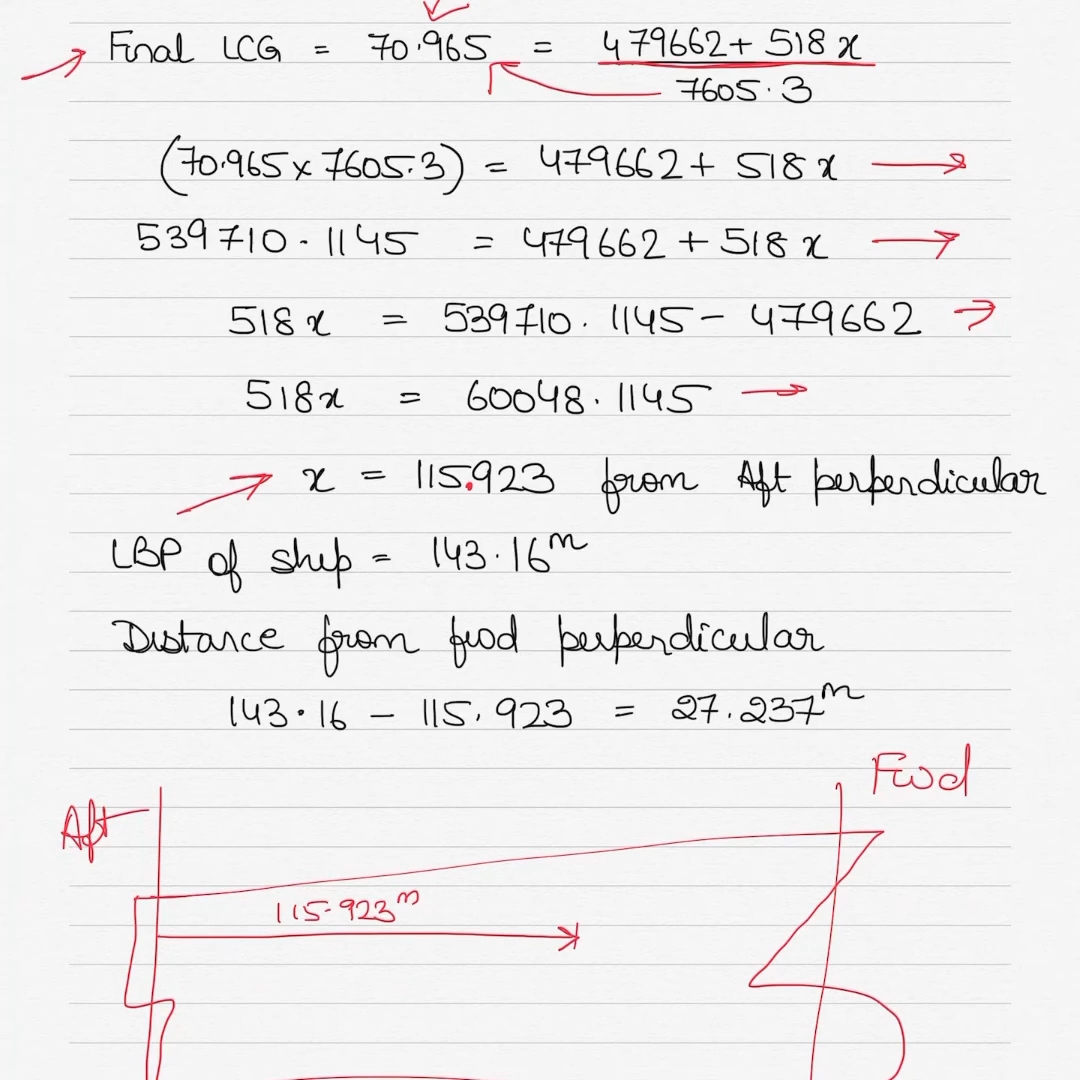 Final LCG = 70.965 = 479662 + 518x
7605.3
(70.965 x 7605.3) = 479662 + 518x
539710.1145 = 479662 + 518x
518x = 539710.1145 - 479662
518x = 60048.1145
x = 115.923 from Aft perpendicular
LBP of ship = 143.16m
Distance from fwd perpendicular
143.16 - 115.923 = 27.237m
Fwd
Aft
115.923m